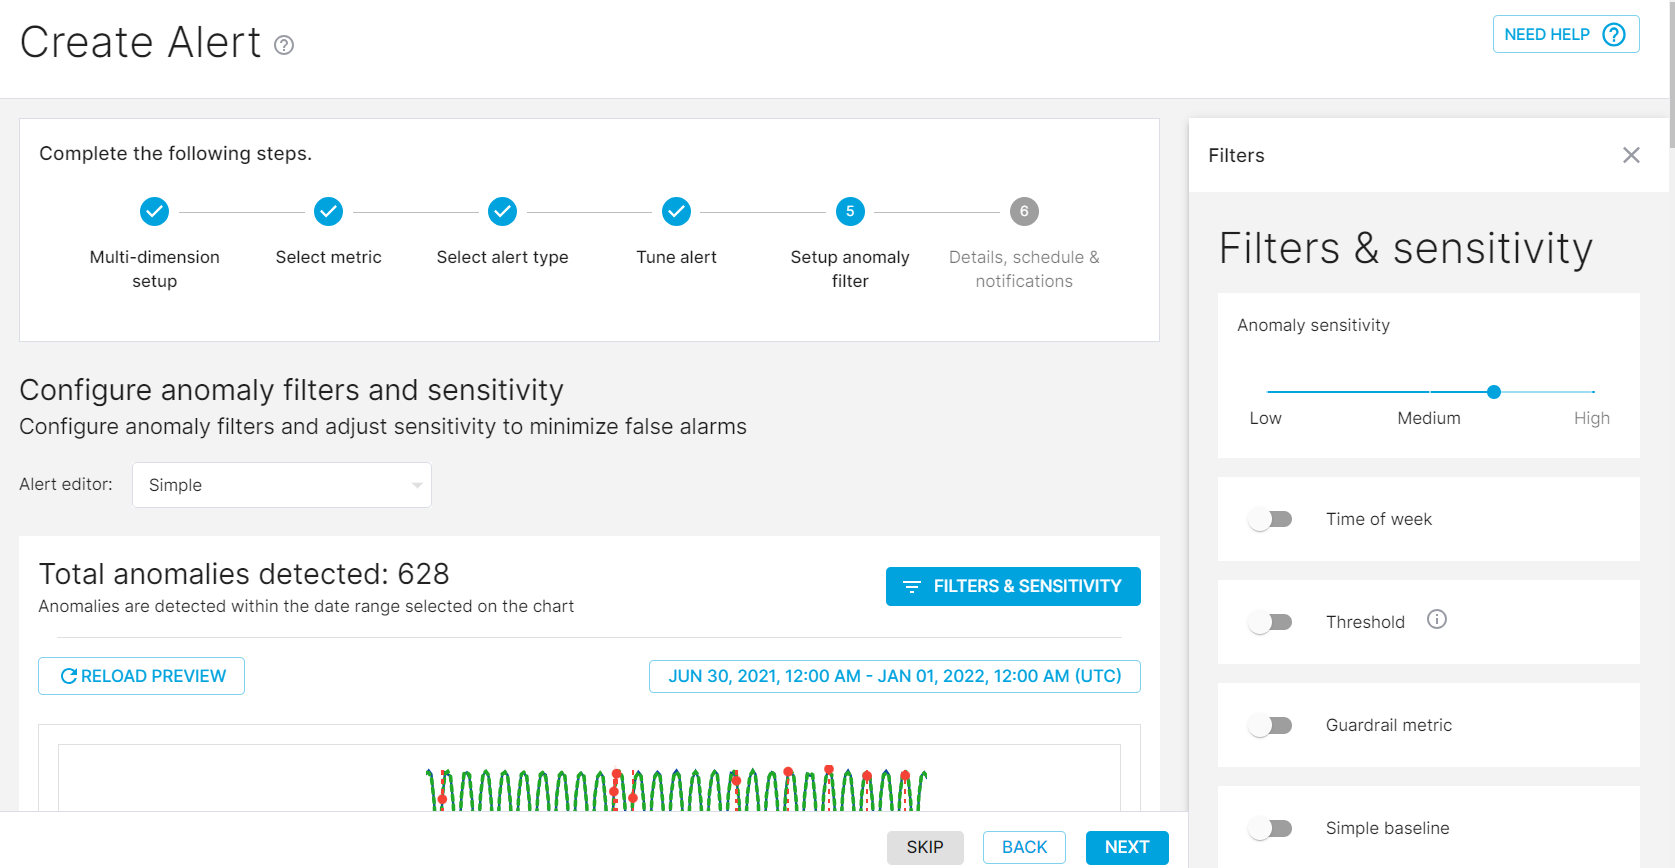 Create Alert ?
NEED HELP ?
Complete the following steps.
5
6
Multi-dimension
setup
Select metric
Select alert type
Tune alert
Setup anomaly
filter
Details, schedule &
notifications
Configure anomaly filters and sensitivity
Configure anomaly filters and adjust sensitivity to minimize false alarms
Alert editor:
Simple
Total anomalies detected: 628
Anomalies are detected within the date range selected on the chart
FILTERS & SENSITIVITY
RELOAD PREVIEW
JUN 30, 2021, 12:00 AM - JAN 01, 2022, 12:00 AM (UTC)
SKIP
BACK
NEXT
Filters
Filters & sensitivity
Anomaly sensitivity
Low
Medium
High
Time of week
Threshold
Guardrail metric
Simple baseline